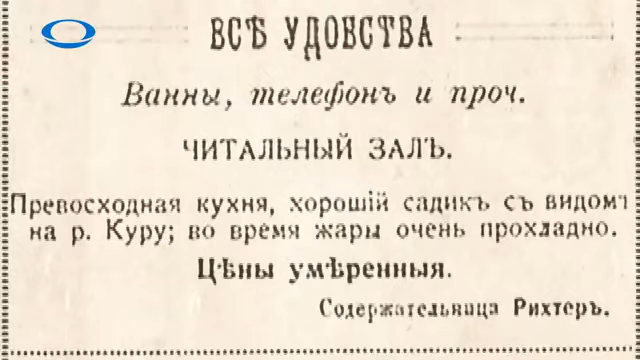 ВСѢ УДОБСТВА
Ванны, телефонъ и проч.
ЧИТАЛЬНЫЙ ЗАЛЪ.
Превосходная кухня, хорошій садикъ съ видомъ
на р. Куру; во время жары очень прохладно.
Цѣны умѣренныя.
Содержательница Рихтеръ.